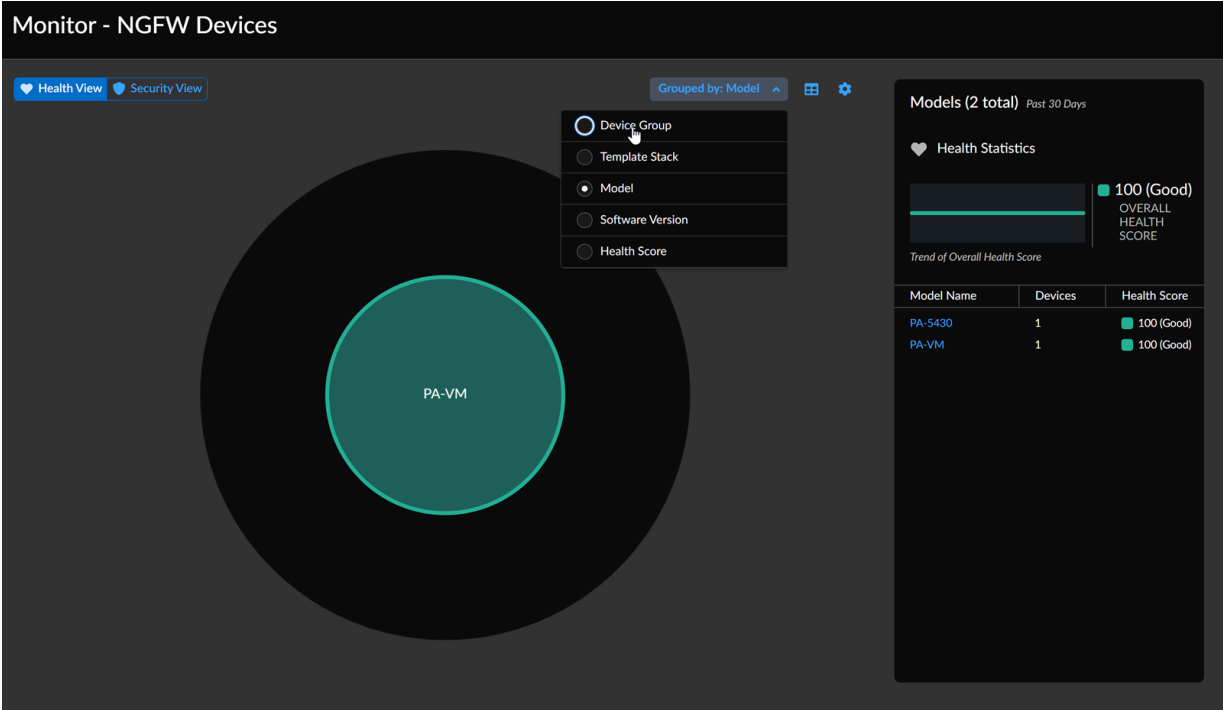 Monitor - NGFW Devices
Health View
Security View
Grouped by: Model
Device Group
Template Stack
Model
Software Version
Health Score
PA-VM
Models (2 total) Past 30 Days
Health Statistics
100 (Good)
OVERALL
HEALTH
SCORE
Trend of Overall Health Score
Model Name Devices Health Score
PA-5430 1 100 (Good)
PA-VM 1 100 (Good)